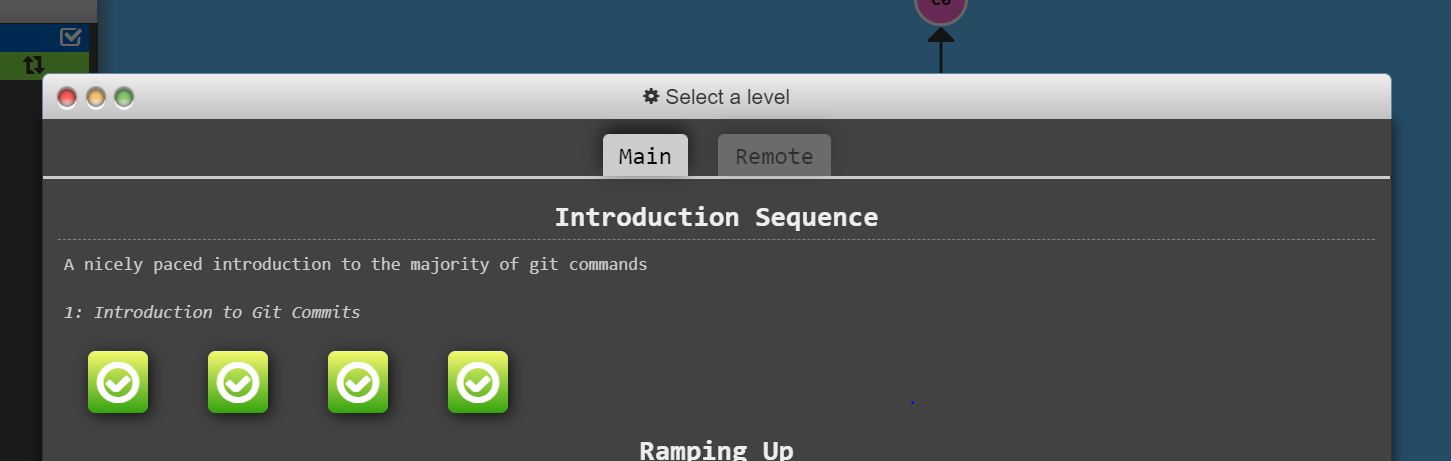 Select a level
Main
Remote
Introduction Sequence
A nicely paced introduction to the majority of git commands
1: Introduction to Git Commits
Ramping Up